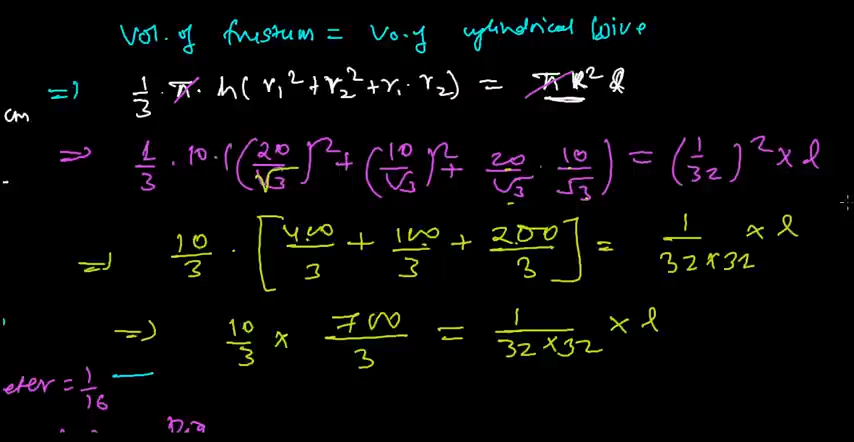 Vol. of frustum = Vo. of cylindrical wire
=) 1/3 · π · h(r₁² + r₂² + r₁ · r₂) = πR² l
cm
=> 1/3 · 10 · ((20/√3)² + (10/√3)² + 20/√3 · 10/√3) = (1/32)² × l
=) 10/3 · [400/3 + 100/3 + 200/3] = 1/32×32 × l
=) 10/3 × 700/3 = 1/32×32 × l
eter = 1/16